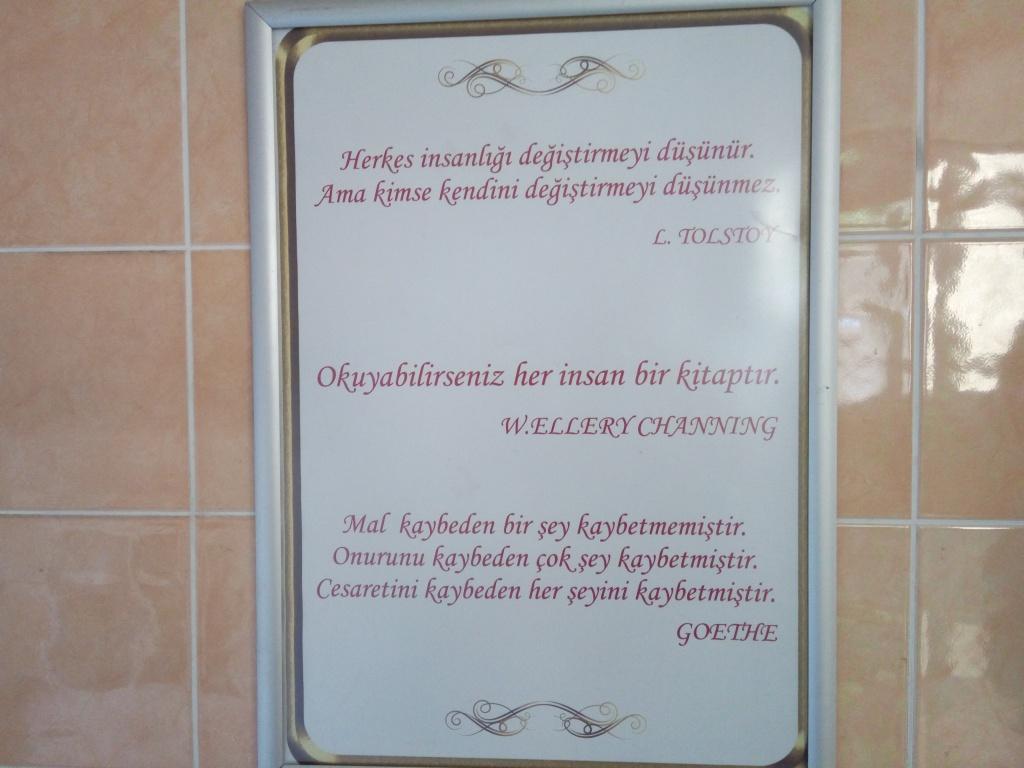 Herkes insanlığı değiştirmeyi düşünür.
Ama kimse kendini değiştirmeyi düşünmez.
L. TOLSTOY
Okuyabilirseniz her insan bir kitaptır.
W.ELLERY CHANNING
Mal kaybeden bir şey kaybetmemiştir.
Onurunu kaybeden çok şey kaybetmiştir.
Cesaretini kaybeden her şeyini kaybetmiştir.
GOETHE